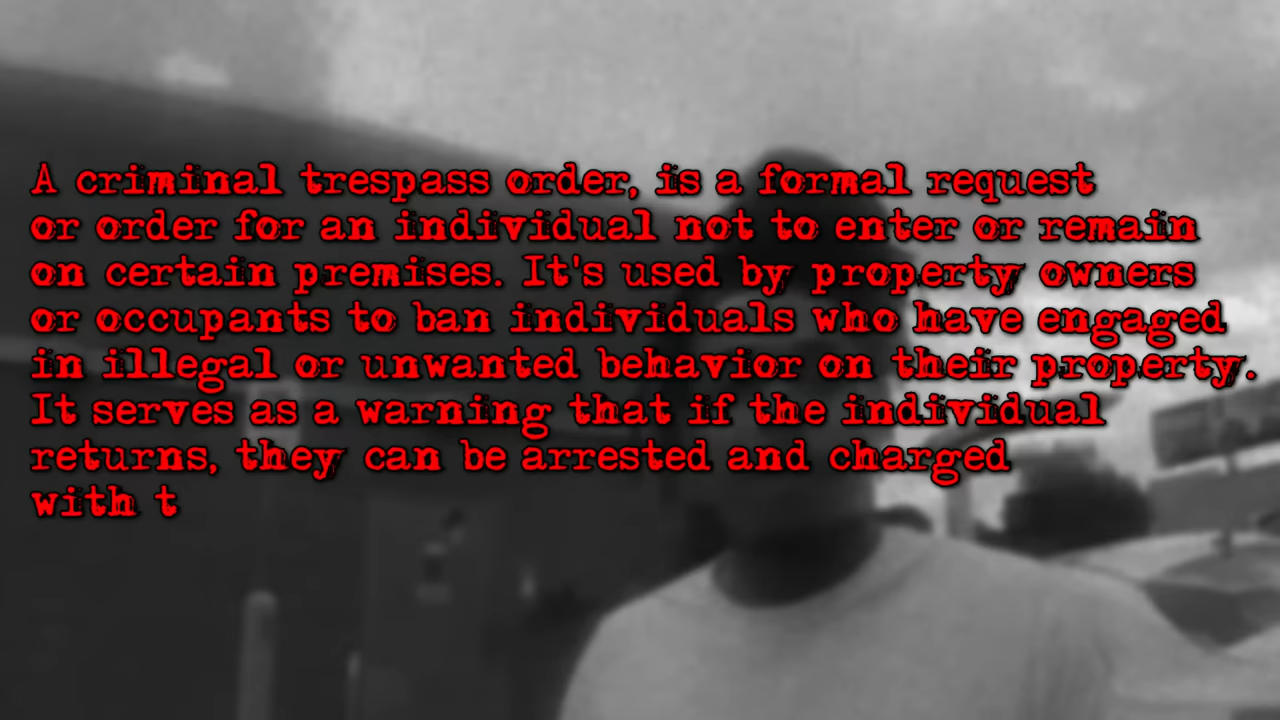 A criminal trespass order, is a formal request
or order for an individual not to enter or remain
on certain premises. It's used by property owners
or occupants to ban individuals who have engaged
in illegal or unwanted behavior on their property.
It serves as a warning that if the individual
returns, they can be arrested and charged
with t